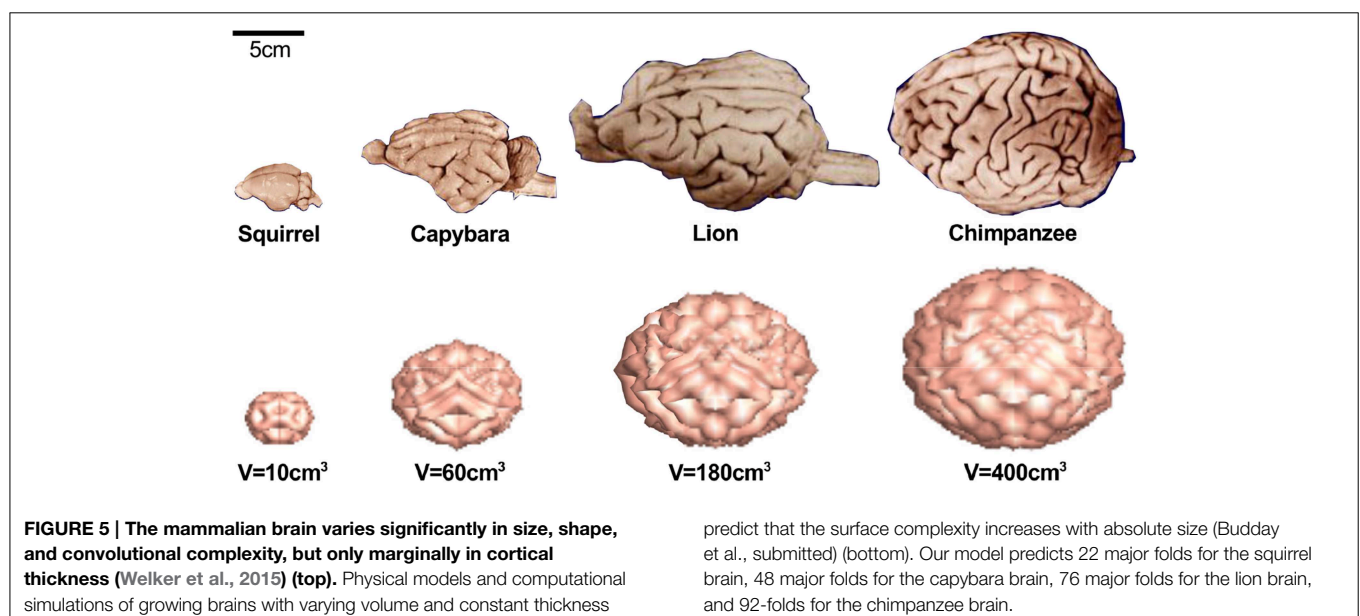 5cm
Squirrel
Capybara
Lion
Chimpanzee
V=10cm³
V=60cm³
V=180cm³
V=400cm³
FIGURE 5 | The mammalian brain varies significantly in size, shape,
and convolutional complexity, but only marginally in cortical
thickness (Welker et al., 2015) (top). Physical models and computational
simulations of growing brains with varying volume and constant thickness
predict that the surface complexity increases with absolute size (Budday
et al., submitted) (bottom). Our model predicts 22 major folds for the squirrel
brain, 48 major folds for the capybara brain, 76 major folds for the lion brain,
and 92-folds for the chimpanzee brain.